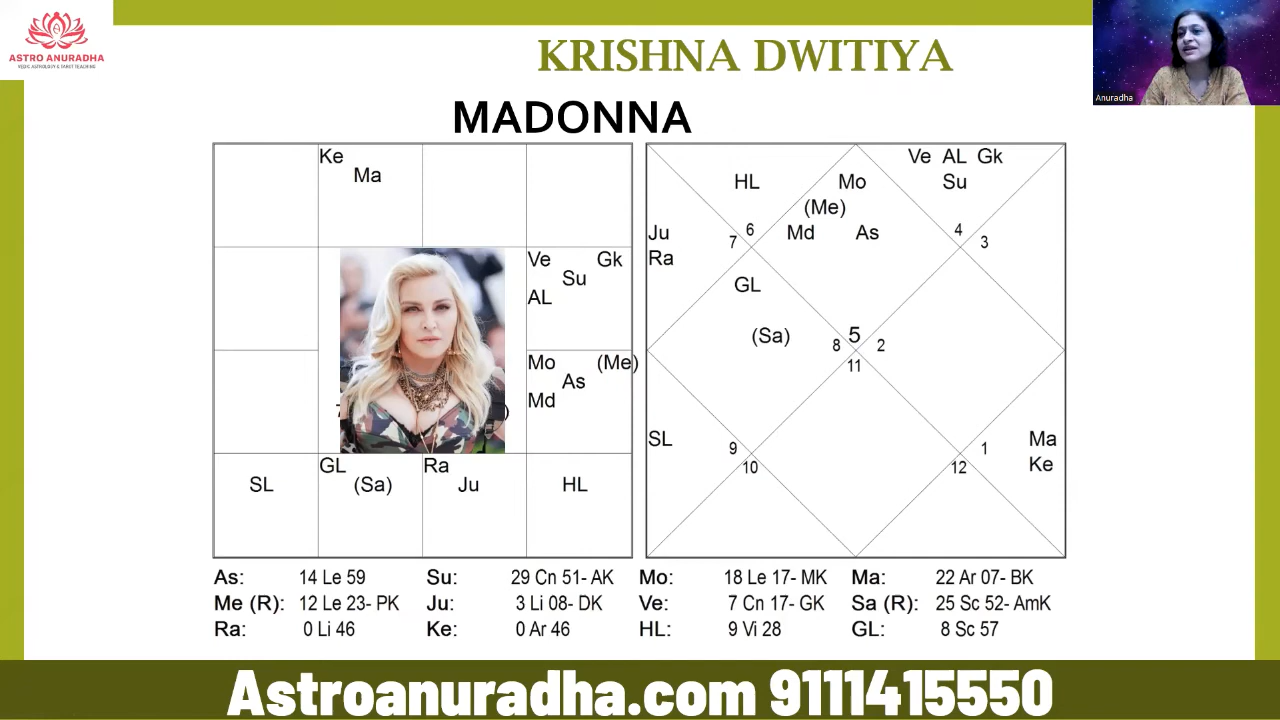 ASTRO ANURADHA
VEDIC ASTROLOGY & TAROT TEACHING
KRISHNA DWITIYA
Anuradha
MADONNA
Ke
Ma
Ve Gk
Su
AL
Mo (Me)
As
Md
SL
GL
(Sa)
Ra
Ju
HL
Ve AL Gk
Su
HL
Mo
(Me)
Md As
Ju
Ra
6
7
4
3
GL
(Sa)
8
5
2
11
SL
9
10
1
12
Ma
Ke
As: 14 Le 59 Su: 29 Cn 51- AK Mo: 18 Le 17- MK Ma: 22 Ar 07- BK
Me (R): 12 Le 23- PK Ju: 3 Li 08- DK Ve: 7 Cn 17- GK Sa (R): 25 Sc 52- AmK
Ra: 0 Li 46 Ke: 0 Ar 46 HL: 9 Vi 28 GL: 8 Sc 57
Astroanuradha.com 9111415550